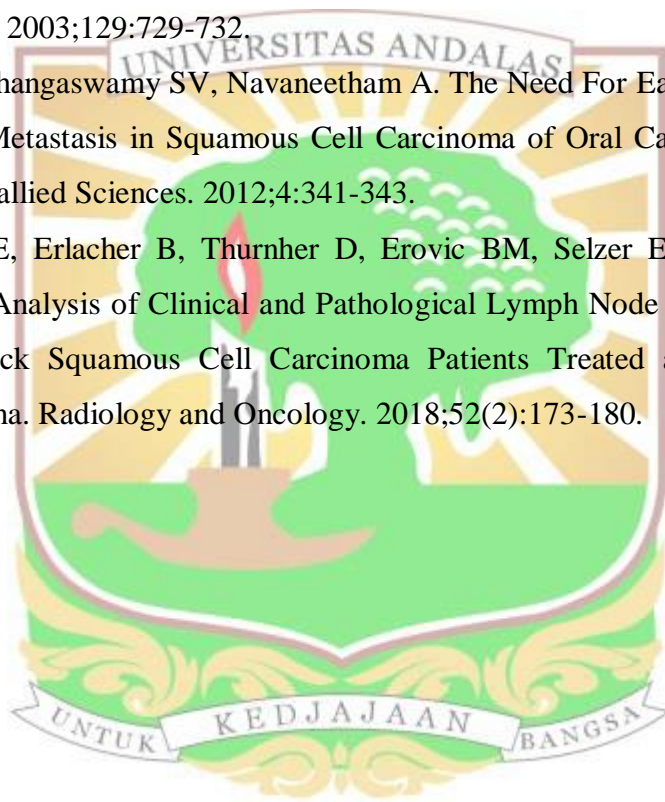 2003;129:729-732.
UNIVERSITAS ANDALAS
hangaswamy SV, Navaneetham A. The Need For Ea
Metastasis in Squamous Cell Carcinoma of Oral Ca
allied Sciences. 2012;4:341-343.
E, Erlacher B, Thurnher D, Erovic BM, Selzer E
Analysis of Clinical and Pathological Lymph Node
ck Squamous Cell Carcinoma Patients Treated a
na. Radiology and Oncology. 2018;52(2):173-180.
UNTUK KEDJAJAAN BANGSA